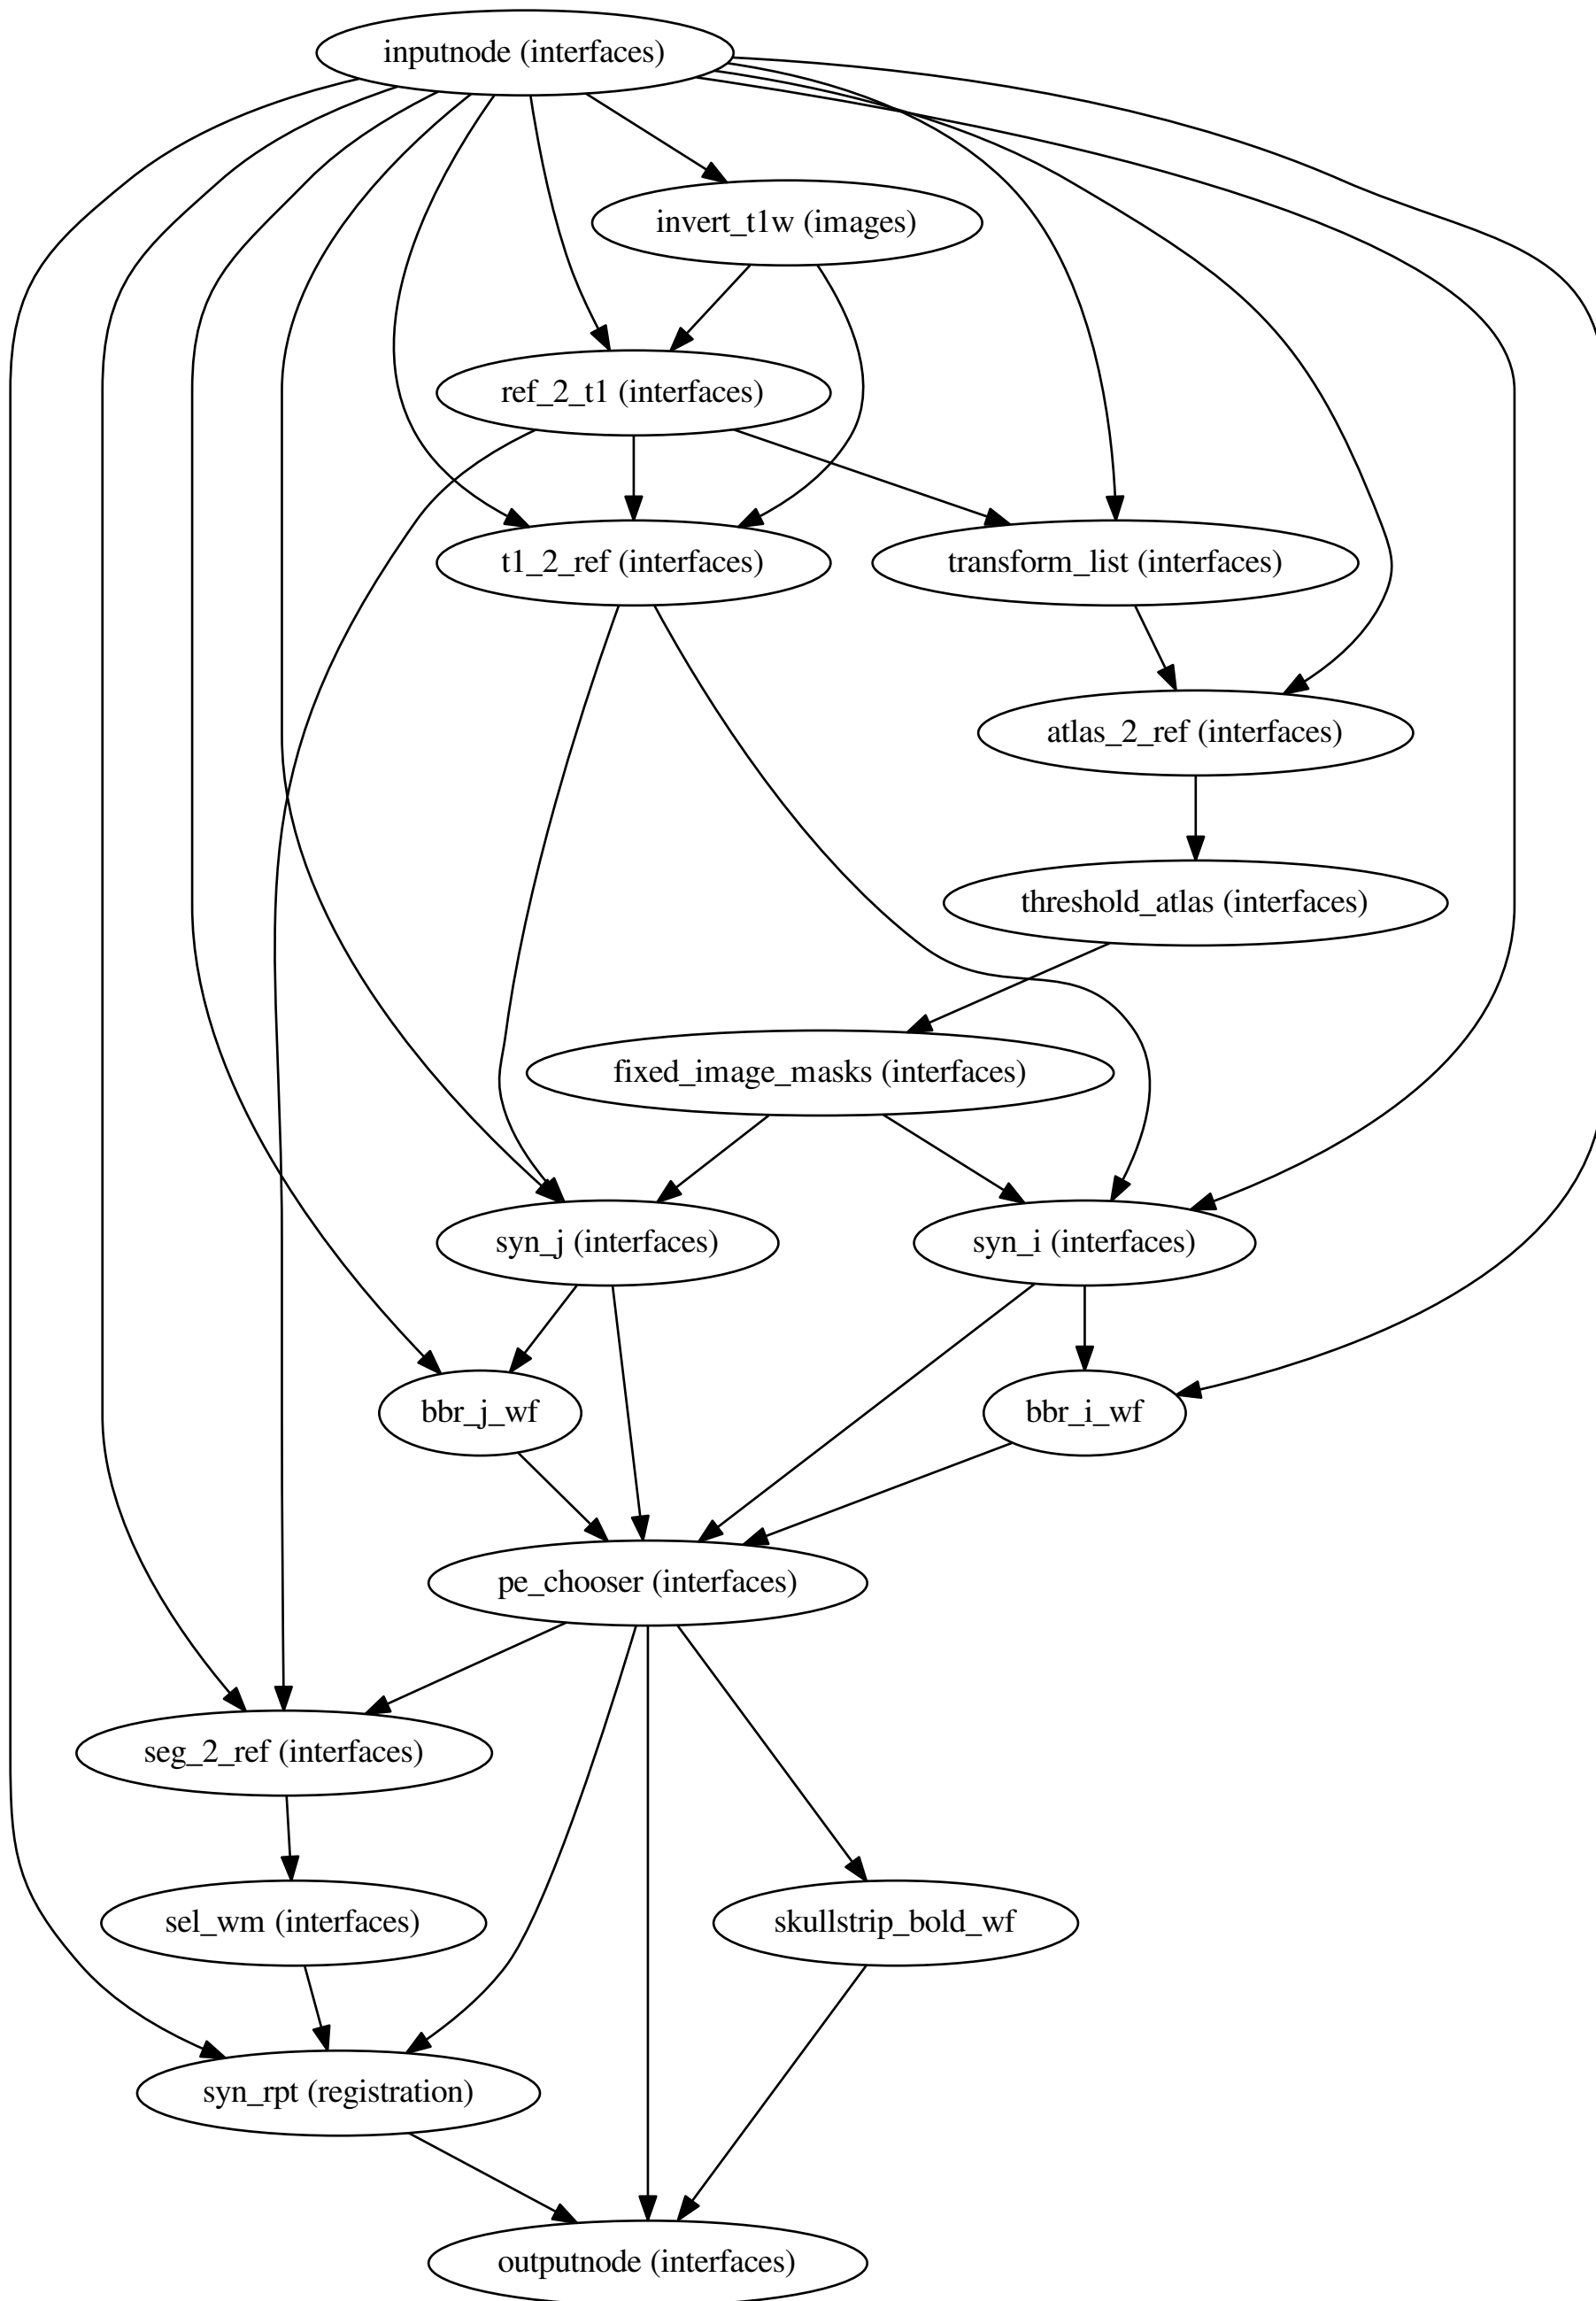 inputnode (interfaces)
invert_t1w (images)
ref_2_t1 (interfaces)
t1_2_ref (interfaces)
transform_list (interfaces)
atlas_2_ref (interfaces)
threshold_atlas (interfaces)
fixed_image_masks (interfaces)
syn_j (interfaces)
syn_i (interfaces)
bbr_j_wf
bbr_i_wf
pe_chooser (interfaces)
seg_2_ref (interfaces)
sel_wm (interfaces)
skullstrip_bold_wf
syn_rpt (registration)
outputnode (interfaces)